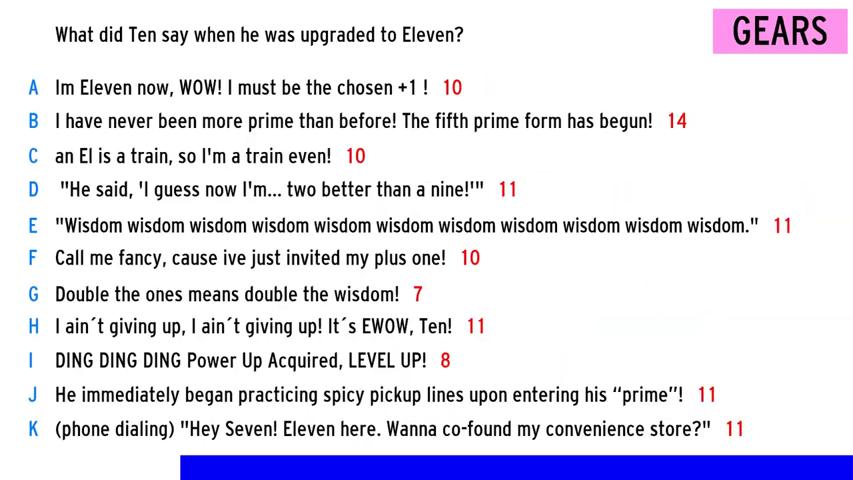 What did Ten say when he was upgraded to Eleven?
GEARS
A Im Eleven now, WOW! I must be the chosen +1 ! 10
B I have never been more prime than before! The fifth prime form has begun! 14
C an El is a train, so I'm a train even! 10
D "He said, 'I guess now I'm... two better than a nine!'" 11
E "Wisdom wisdom wisdom wisdom wisdom wisdom wisdom wisdom wisdom wisdom wisdom." 11
F Call me fancy, cause ive just invited my plus one! 10
G Double the ones means double the wisdom! 7
H I ain´t giving up, I ain´t giving up! It´s EWOW, Ten! 11
I DING DING DING Power Up Acquired, LEVEL UP! 8
J He immediately began practicing spicy pickup lines upon entering his “prime”! 11
K (phone dialing) "Hey Seven! Eleven here. Wanna co-found my convenience store?" 11